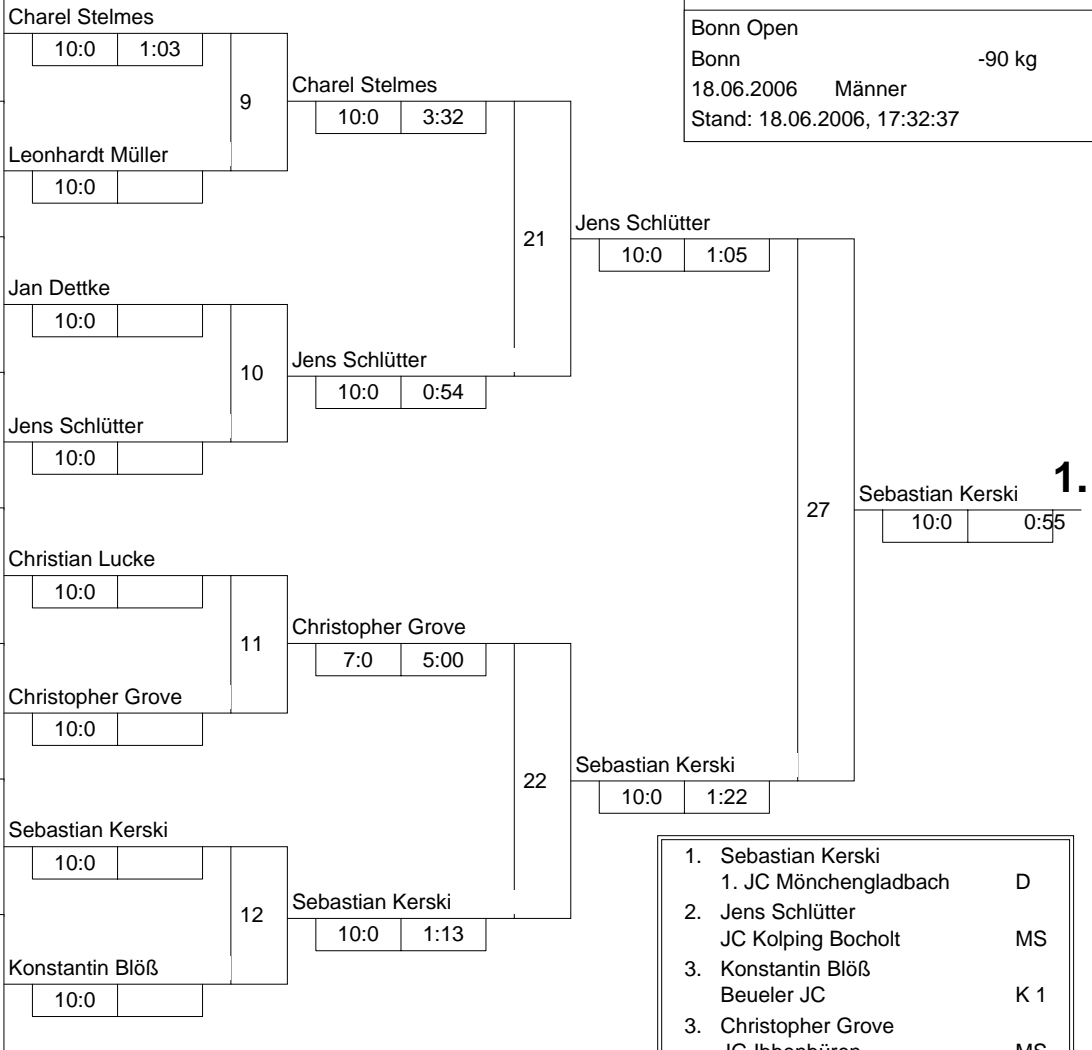 Charel Stelmes
10:0 1:03
9
Leonhardt Müller
10:0
Jan Dettke
10:0
10
Jens Schlütter
10:0
Christian Lucke
10:0
11
Christopher Grove
10:0
Sebastian Kerski
10:0
12
Konstantin Blöß
10:0
Charel Stelmes
10:0 3:32
21
Jens Schlütter
10:0 0:54
Christopher Grove
7:0 5:00
22
Sebastian Kerski
10:0 1:13
Jens Schlütter
10:0 1:05
27
Sebastian Kerski
10:0 1:22
Sebastian Kerski 1.
10:0 0:55
Bonn Open
Bonn -90 kg
18.06.2006 Männer
Stand: 18.06.2006, 17:32:37
1. Sebastian Kerski
1. JC Mönchengladbach D
2. Jens Schlütter
JC Kolping Bocholt MS
3. Konstantin Blöß
Beueler JC K 1
3. Christopher Grove
JC Ibbenbüren MS